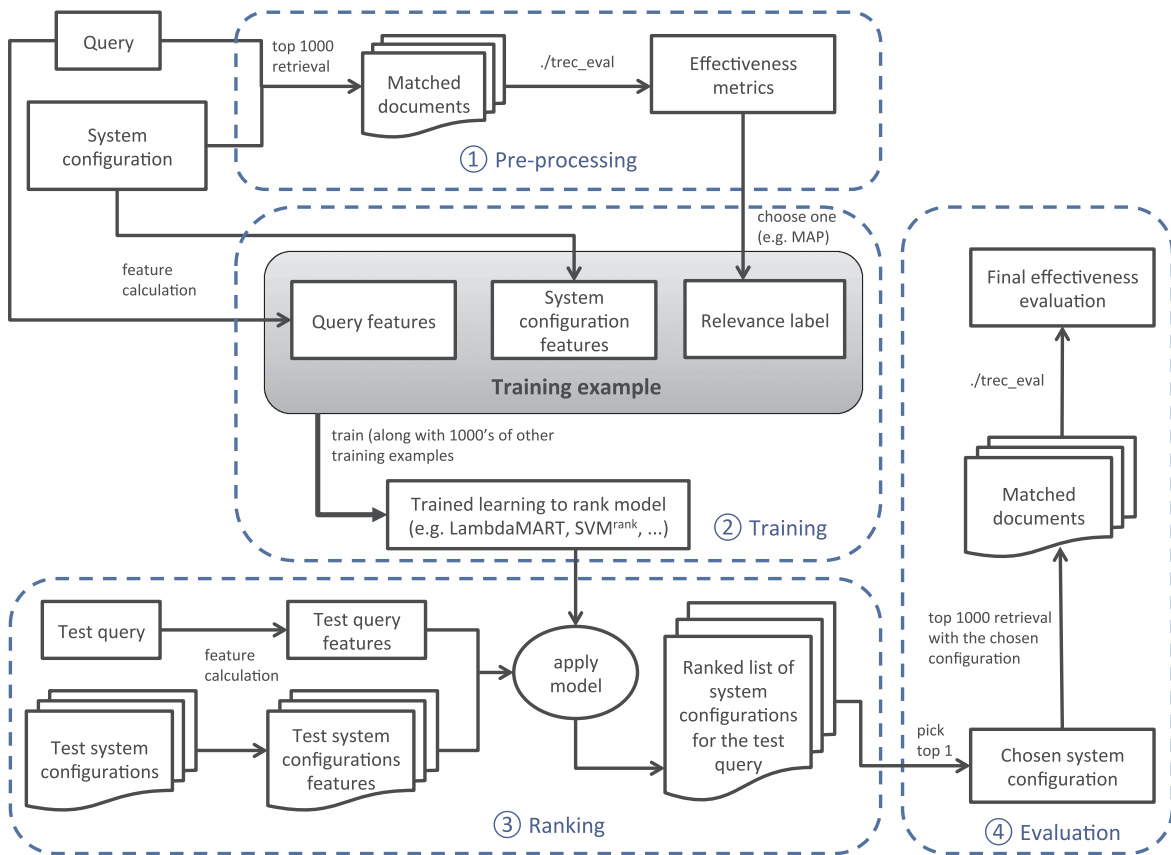 Query
System
configuration
top 1000
retrieval
Matched
documents
./trec_eval
Effectiveness
metrics
① Pre-processing
choose one
(e.g. MAP)
feature
calculation
Query features
System
configuration
features
Relevance label
Training example
train (along with 1000's of other
training examples
Trained learning to rank model
(e.g. LambdaMART, SVMrank, ...)
② Training
Test query
feature
calculation
Test query
features
Test system
configurations
Test system
configurations
features
apply
model
Ranked list of
system
configurations
for the test
query
③ Ranking
pick
top 1
Chosen system
configuration
top 1000 retrieval
with the chosen
configuration
Matched
documents
./trec_eval
Final effectiveness
evaluation
④ Evaluation